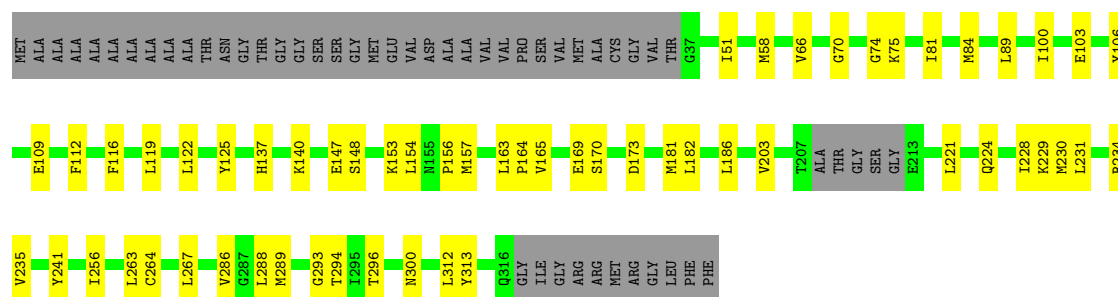 MET ALA ALA ALA ALA ALA ALA ALA ALA ALA THR ASN GLY THR GLY GLY SER SER GLY MET GLU VAL ASP ALA ALA VAL VAL PRO SER VAL MET ALA CYS GLY VAL THR G37 I51 M58 V66 G70 G74 K75 I81 M84 L89 I100 E103
E109 F112 F116 L119 L122 Y125 H137 K140 E147 S148 K153 L154 N155 P156 M157 L163 P164 V165 E169 S170 D173 M181 L182 L186 V203 T207 ALA THR GLY SER GLY E213 L221 Q224 I228 K229 M230 L231
V235 Y241 I256 L263 C264 L267 V286 G287 L288 M289 G293 T294 I295 T296 N300 L312 Y313 Q316 GLY ILE GLY ARG ARG MET ARG GLY LEU PHE PHE